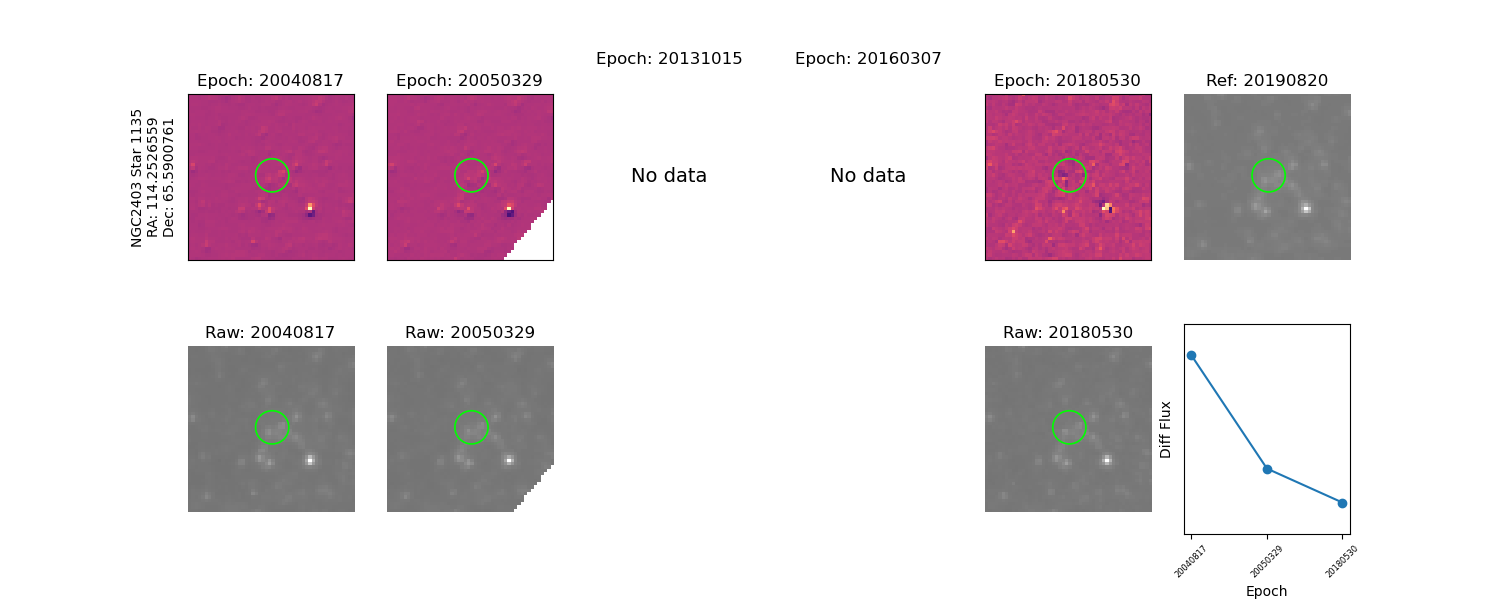 Epoch: 20131015
Epoch: 20160307
Epoch: 20040817
Epoch: 20050329
Epoch: 20180530
Ref: 20190820
NGC2403 Star 1135
RA: 114.2526559
Dec: 65.5900761
No data
No data
Raw: 20040817
Raw: 20050329
Raw: 20180530
Diff Flux
20040817
20050329
20180530
Epoch